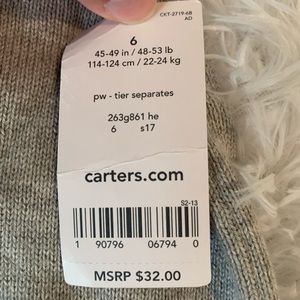 CKT-2719-6B
AD
6
45-49 in / 48-53 lb
114-124 cm / 22-24 kg
pw - tier separates
263g861 he
6 s17
carters.com
S2-13
1 90796 06794 0
MSRP $32.00